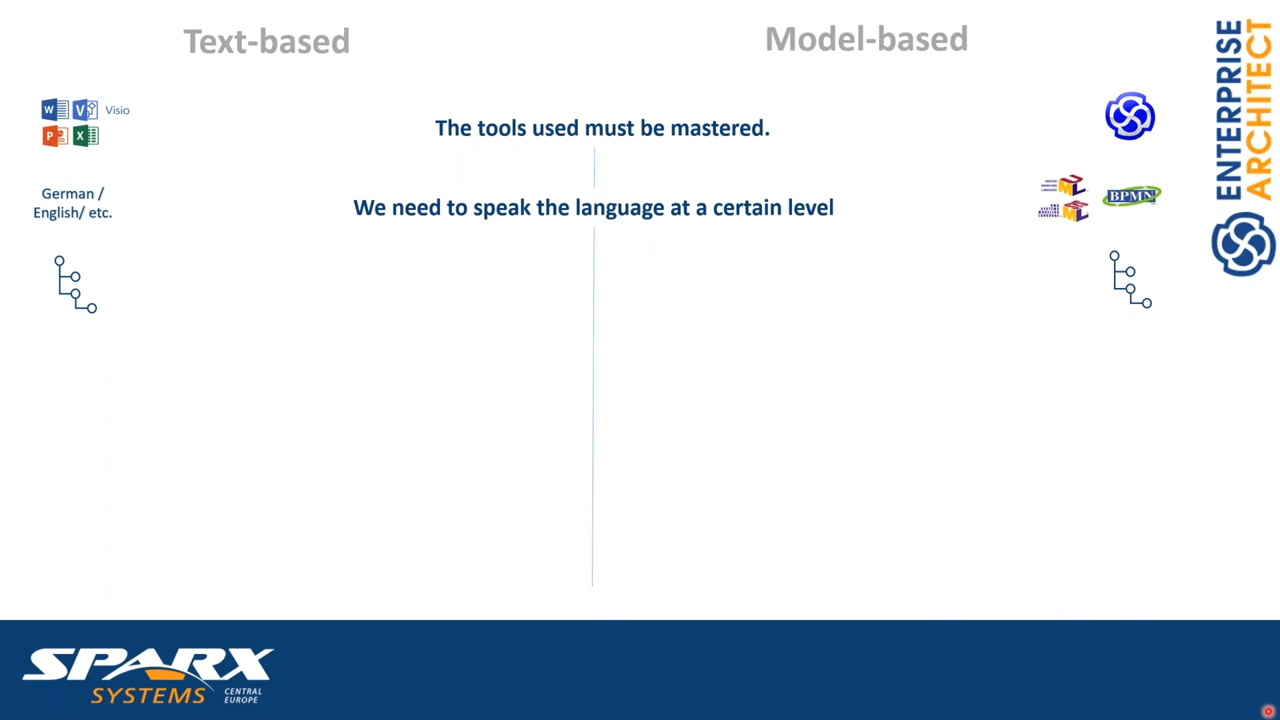 Text-based
Model-based
W V Visio
P X
The tools used must be mastered.
German /
English/ etc.
We need to speak the language at a certain level
UML
BPMN
ENTERPRISE
ARCHITECT
SPARX
SYSTEMS
CENTRAL
EUROPE